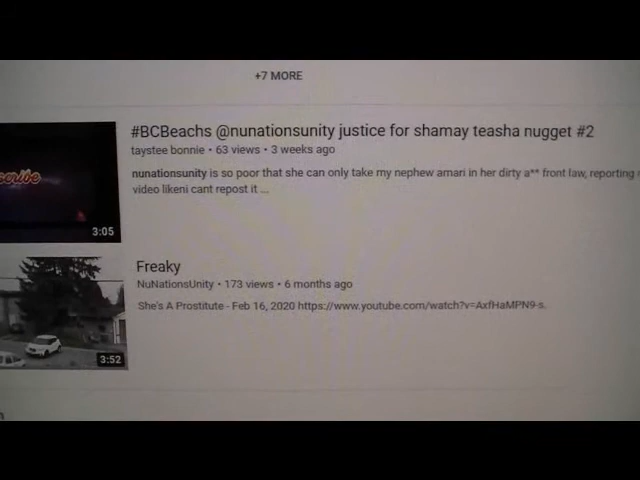 +7 MORE
#BCBeachs @nunationsunity justice for shamay teasha nugget #2
taystee bonnie • 63 views • 3 weeks ago
nunationsunity is so poor that she can only take my nephew amari in her dirty a** front law, reporting
video likeni cant repost it ...
3:05
Freaky
NuNationsUnity • 173 views • 6 months ago
She's A Prostitute - Feb 16, 2020 https://www.youtube.com/watch?v=AxfHaMPN9-s.
3:52